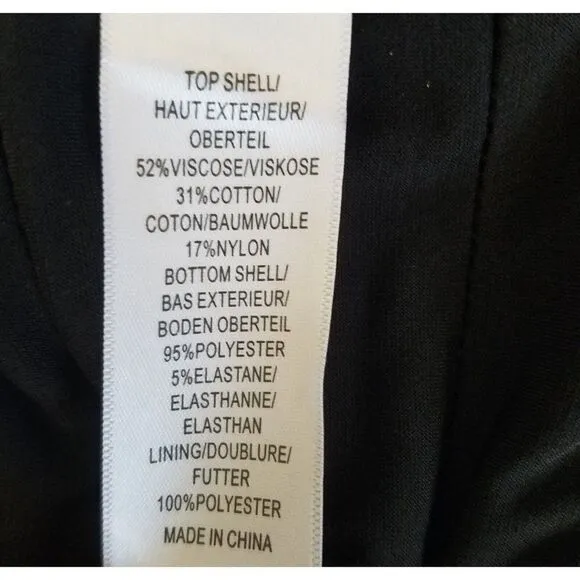 TOP SHELL/
HAUT EXTERIEUR/
OBERTEIL
52%VISCOSE/VISKOSE
31%COTTON/
COTON/BAUMWOLLE
17%NYLON
BOTTOM SHELL/
BAS EXTERIEUR/
BODEN OBERTEIL
95%POLYESTER
5%ELASTANE/
ELASTHANNE/
ELASTHAN
LINING/DOUBLURE/
FUTTER
100%POLYESTER
MADE IN CHINA